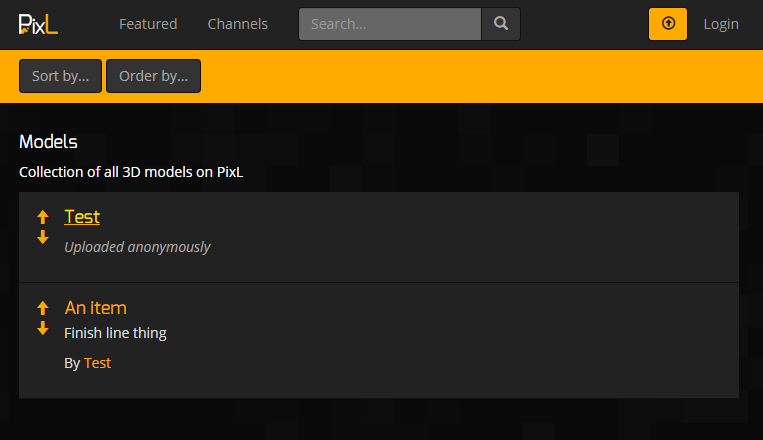 PixL Featured Channels Search... Login
Sort by... Order by...
Models
Collection of all 3D models on PixL
Test
Uploaded anonymously
An item
Finish line thing
By Test